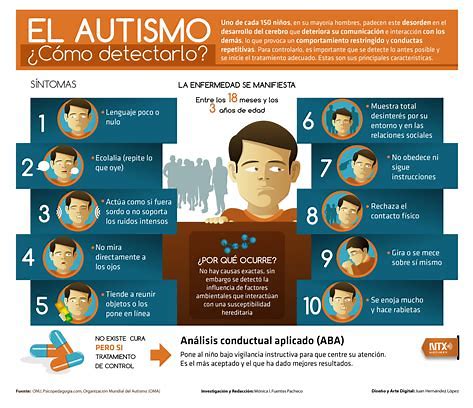 EL AUTISMO
¿Cómo detectarlo?
Uno de cada 150 niños, en su mayoría hombres, padecen este desorden en el
desarrollo del cerebro que deteriora su comunicación e interacción con los
demás, lo que provoca un comportamiento restringido y conductas
repetitivas. Para controlarlo, es importante que se detecte lo antes posible y
se inicie el tratamiento adecuado. Éstas son sus principales características.
SÍNTOMAS
LA ENFERMEDAD SE MANIFIESTA
Entre los 18 meses y los
3 años de edad
1
• Lenguaje poco o
nulo
2
• Ecolalia (repite lo
que oye)
3
• Actúa como si fuera
sordo o no soporta
los ruidos intensos
4
• No mira
directamente a
los ojos
5
• Tiende a reunir
objetos o los
pone en línea
6
• Muestra total
desinterés por su
entorno y en las
relaciones sociales
7
• No obedece ni
sigue
instrucciones
8
• Rechaza el
contacto físico
9
• Gira o se mece
sobre sí mismo
10
• Se enoja mucho
y hace rabietas
¿POR QUÉ OCURRE?
No hay causas exactas, sin
embargo se detectó la
influencia de factores
ambientales que interactúan
con una susceptibilidad
hereditaria
NO EXISTE CURA
PERO SI
TRATAMIENTO
DE CONTROL
Análisis conductual aplicado (ABA)
Pone al niño bajo vigilancia instructiva para que centre su atención.
Es el más aceptado y el que ha dado mejores resultados.
NTX
Fuente: ONU, Psicopedagogia.com, Organización Mundial del Autismo (OMA)
Investigación y Redacción: Mónica I. Fuentes Pacheco
Diseño y Arte Digital: Juan Hernández López